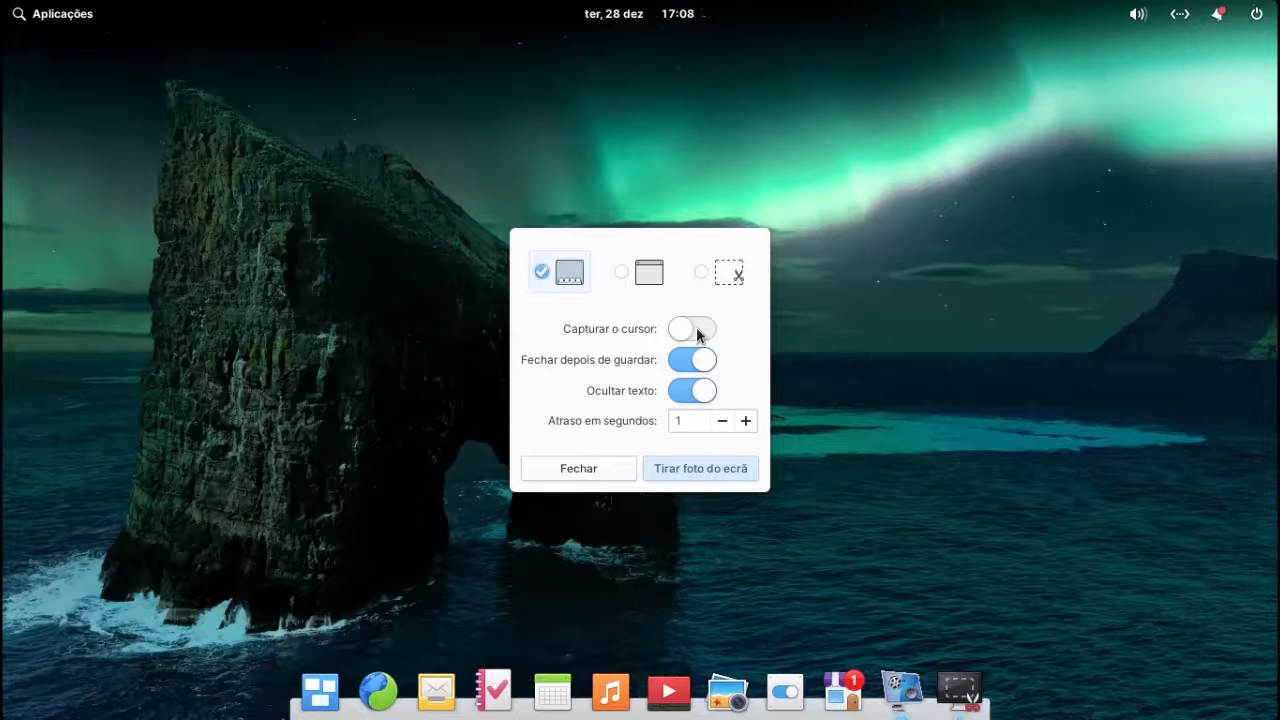 Aplicações
ter, 28 dez 17:08
Capturar o cursor:
Fechar depois de guardar:
Ocultar texto:
Atraso em segundos: 1
Fechar
Tirar foto do ecrã
1